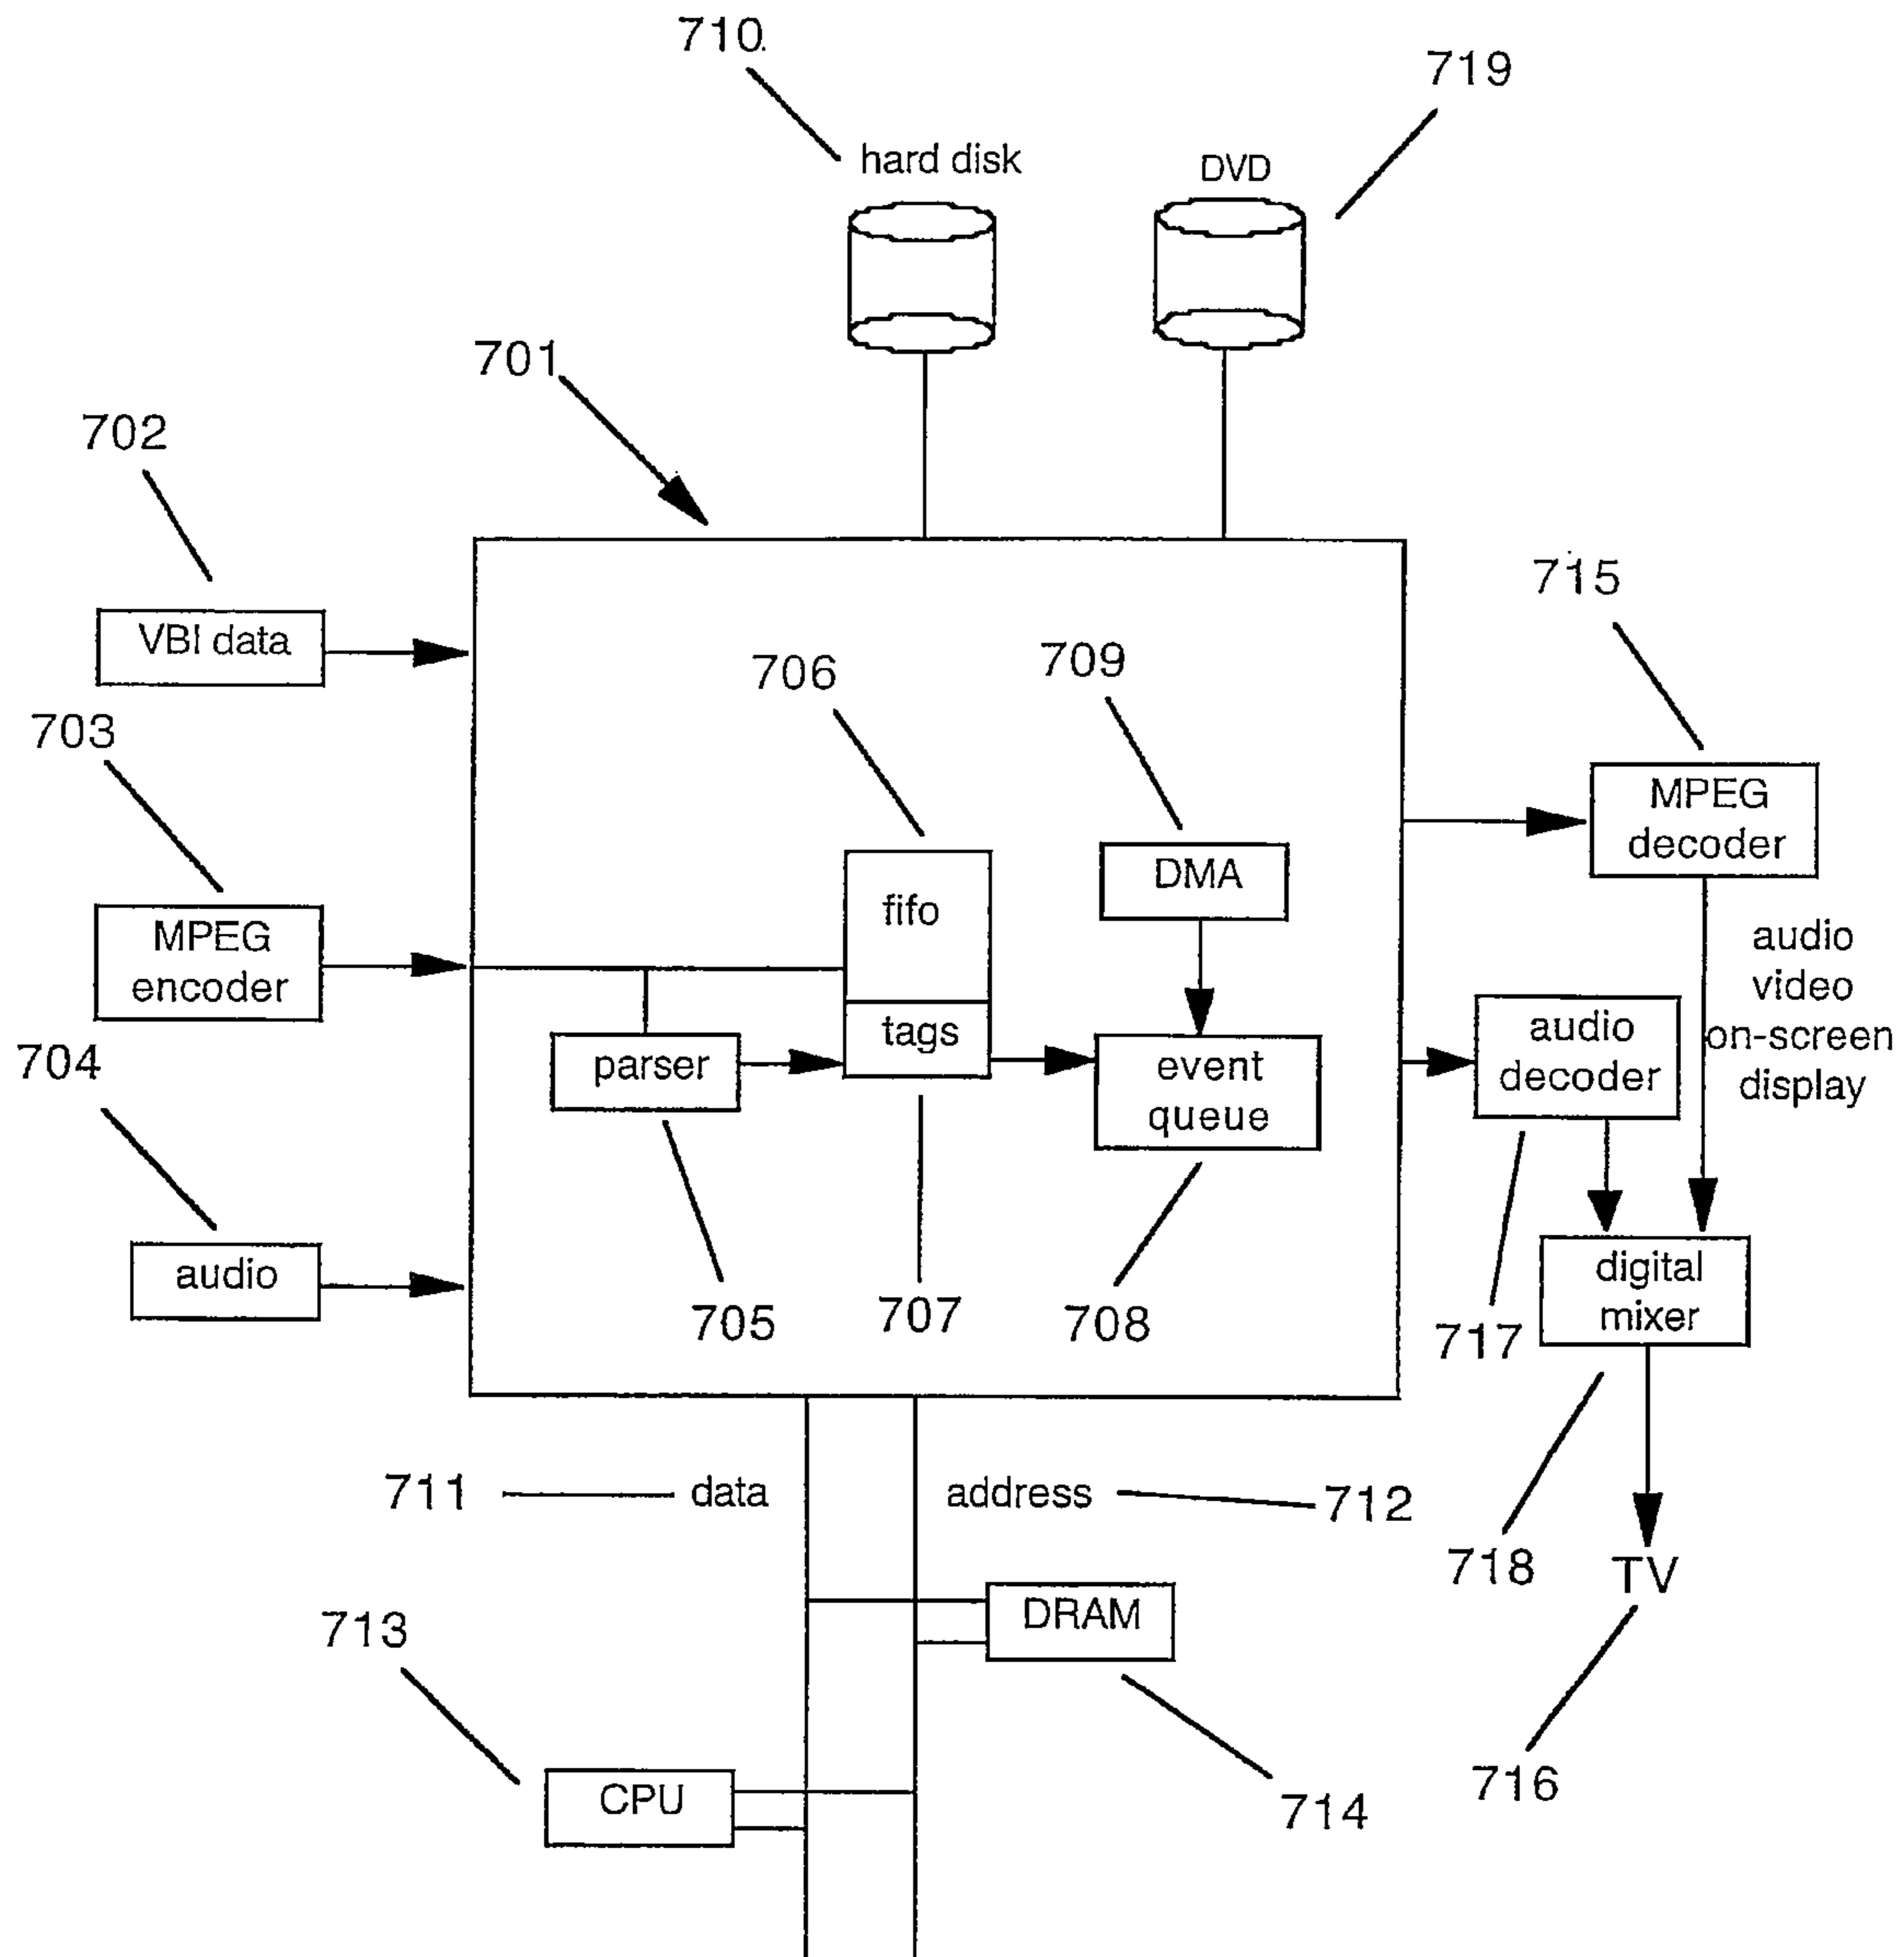 710
719
hard disk
DVD
701
702
VBI data
715
706
709
703
MPEG
decoder
DMA
fifo
MPEG
encoder
audio
video
on-screen
display
audio
decoder
tags
704
parser
event
queue
audio
digital
mixer
705
707
708
717
711
data
address
712
718
TV
713
DRAM
716
CPU
714